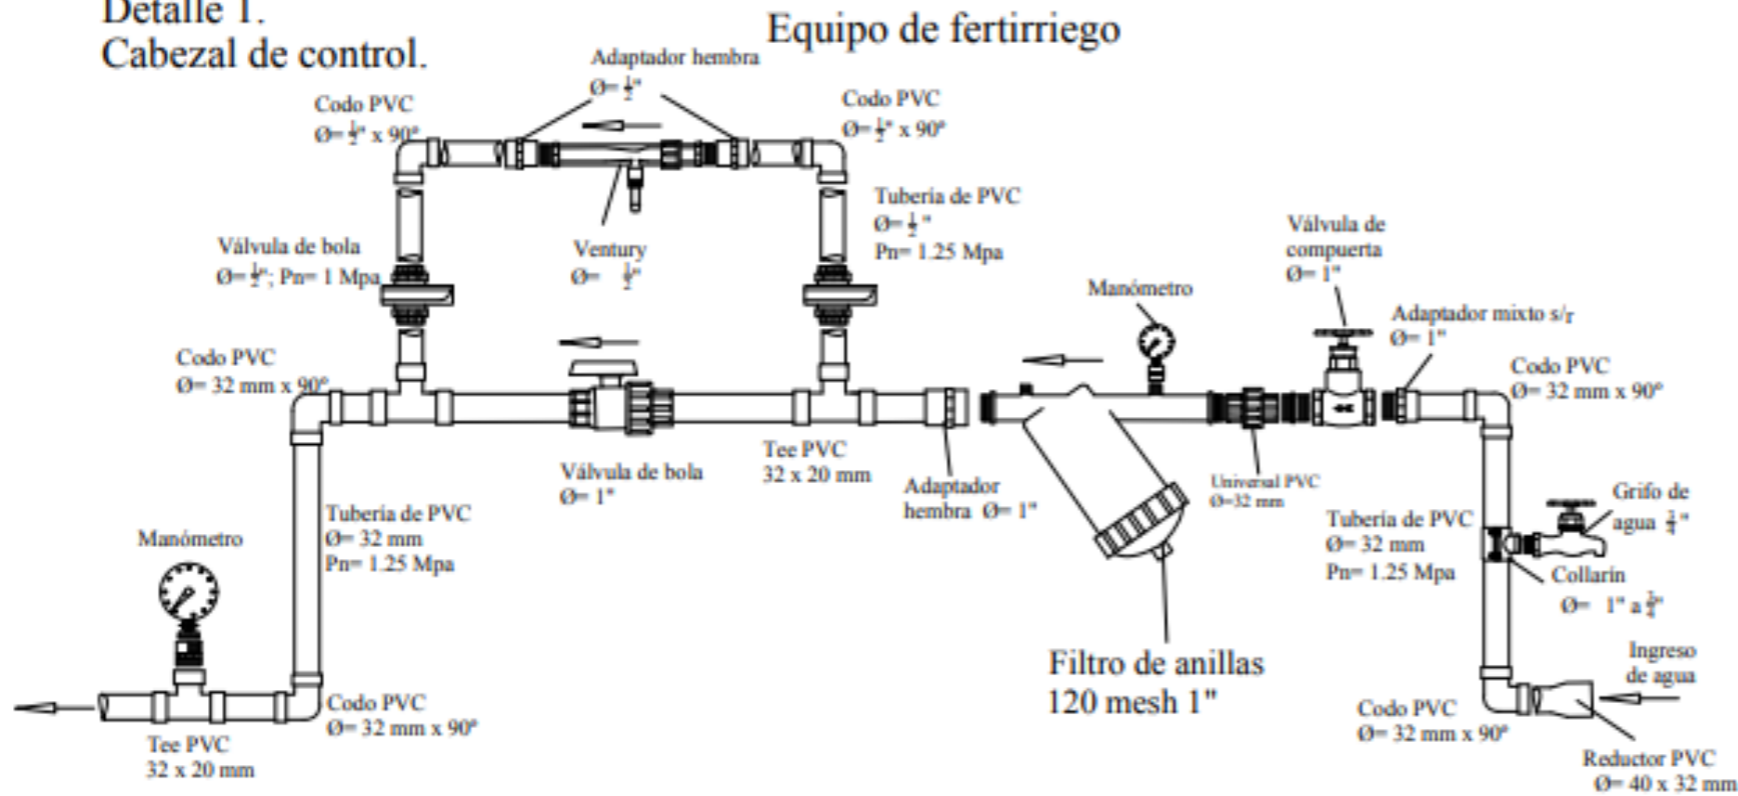 Detalle 1.
Cabezal de control.
Equipo de fertirriego
Adaptador hembra
Ø= ½"
Codo PVC
Ø=½" x 90º
Codo PVC
Ø=½" x 90º
Tubería de PVC
Ø=½"
Pn= 1.25 Mpa
Válvula de bola
Ø=½"; Pn= 1 Mpa
Ventury
Ø= ½"
Válvula de
compuerta
Ø= 1"
Manómetro
Adaptador mixto s/r
Ø= 1"
Codo PVC
Ø= 32 mm x 90º
Codo PVC
Ø= 32 mm x 90º
Válvula de bola
Ø= 1"
Tee PVC
32 x 20 mm
Adaptador
hembra Ø= 1"
Universal PVC
Ø=32 mm
Grifo de
agua ¾"
Tubería de PVC
Ø= 32 mm
Pn= 1.25 Mpa
Tubería de PVC
Ø= 32 mm
Pn= 1.25 Mpa
Manómetro
Collarín
Ø= 1" a ¾"
Filtro de anillas
120 mesh 1"
Ingreso
de agua
Codo PVC
Ø= 32 mm x 90º
Codo PVC
Ø= 32 mm x 90º
Tee PVC
32 x 20 mm
Reductor PVC
Ø= 40 x 32 mm